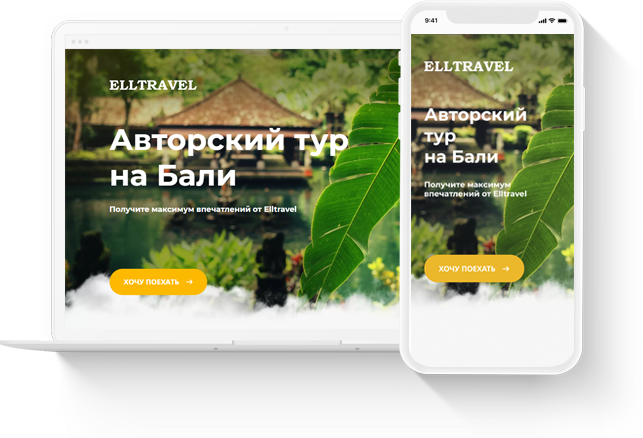 ELLTRAVEL
Авторский тур
на Бали
Получите максимум впечатлений от Elltravel
ХОЧУ ПОЕХАТЬ →
9:41
ELLTRAVEL
Авторский
тур
на Бали
Получите максимум
впечатлений от Elltravel
ХОЧУ ПОЕХАТЬ →